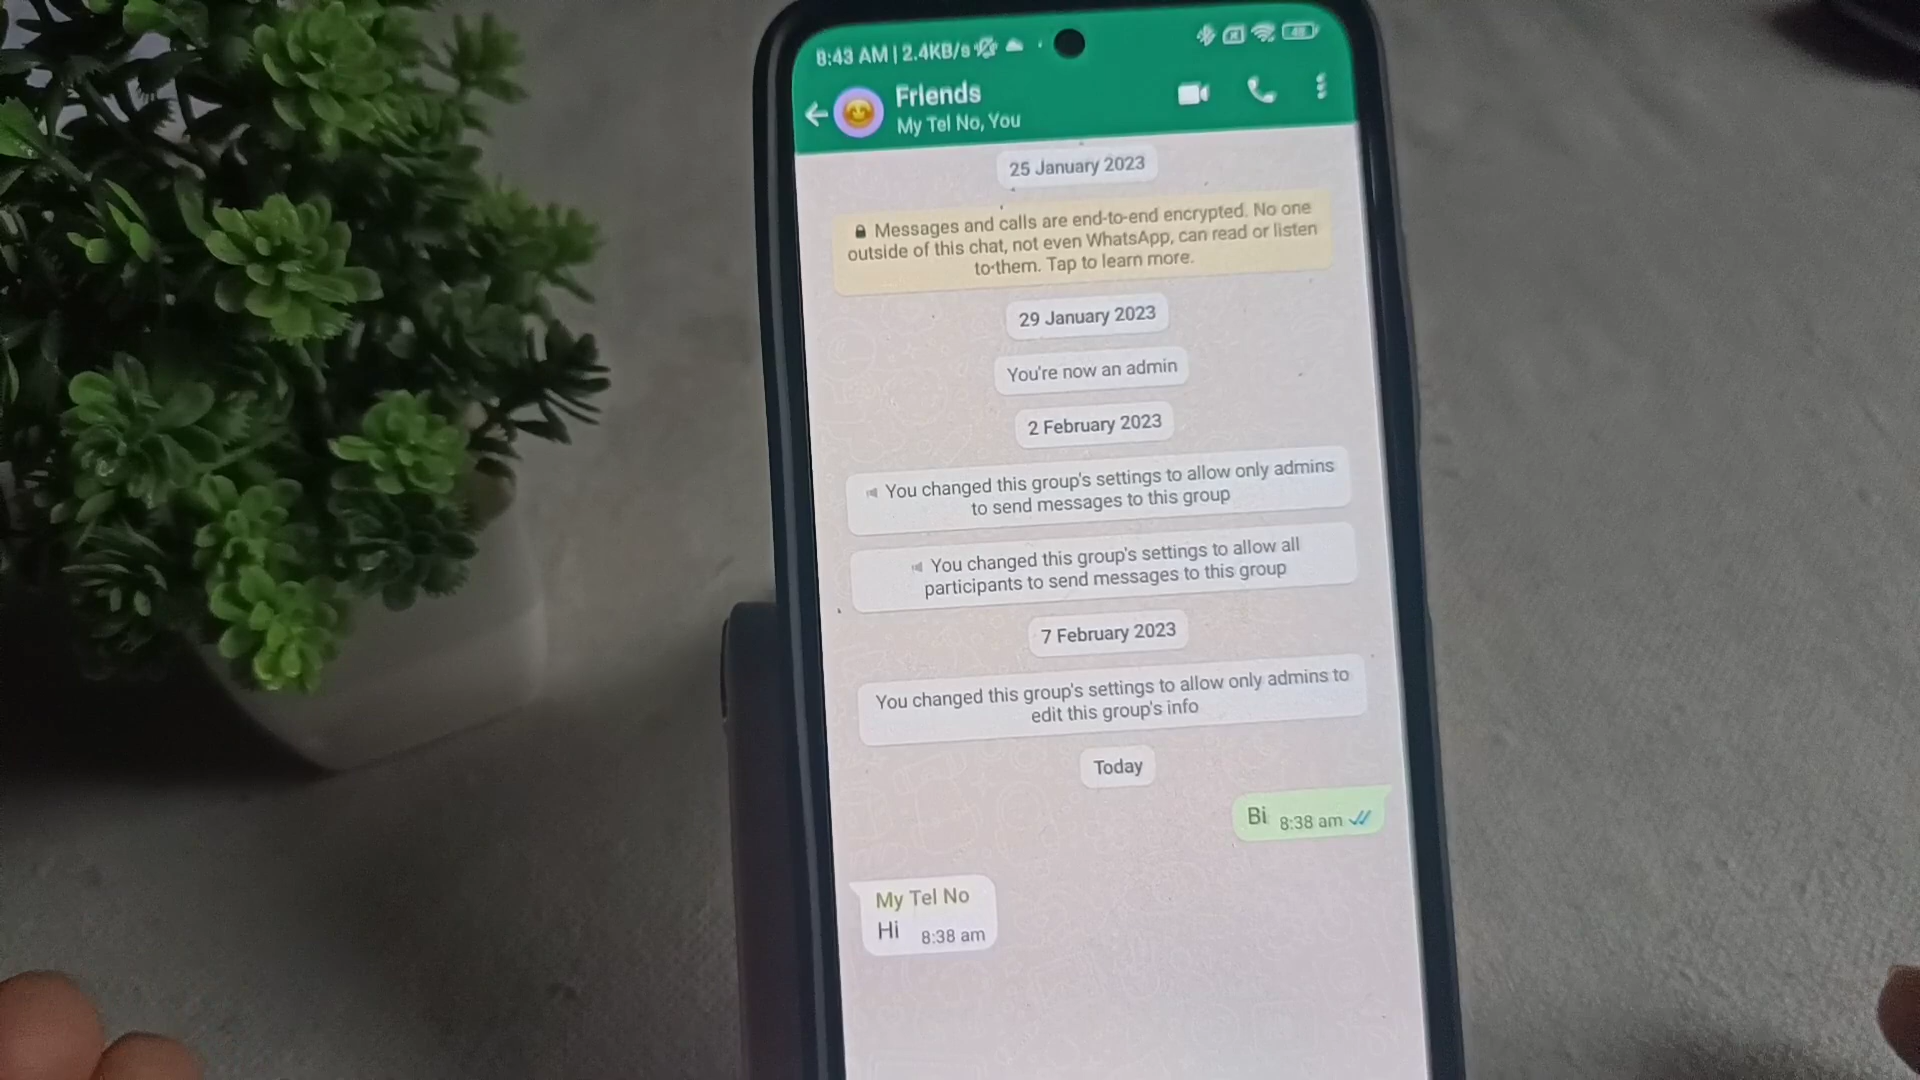 8:43 AM | 2.4KB/s
Friends
My Tel No, You
25 January 2023
Messages and calls are end-to-end encrypted. No one
outside of this chat, not even WhatsApp, can read or listen
to them. Tap to learn more.
29 January 2023
You're now an admin
2 February 2023
You changed this group's settings to allow only admins
to send messages to this group
You changed this group's settings to allow all
participants to send messages to this group
7 February 2023
You changed this group's settings to allow only admins to
edit this group's info
Today
Bi 8:38 am
My Tel No
Hi 8:38 am